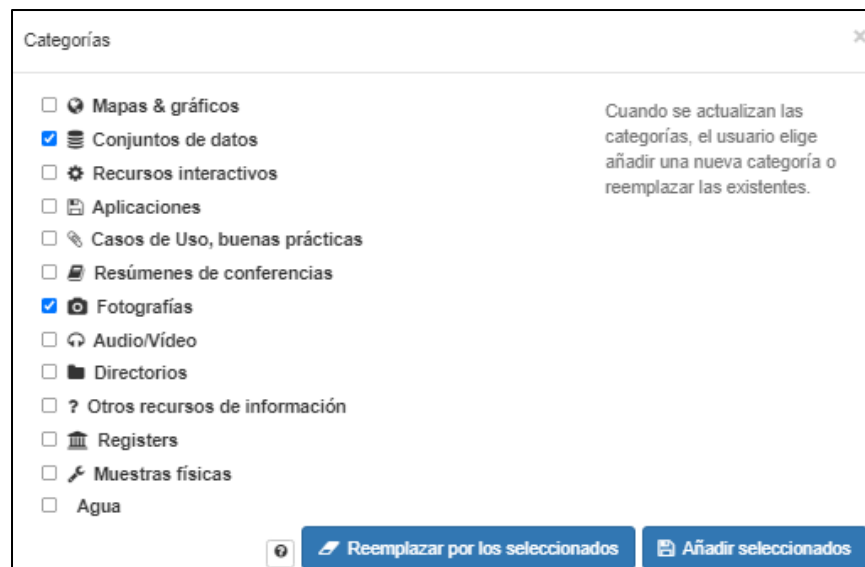 Categorías
×
Mapas & gráficos
Conjuntos de datos
Recursos interactivos
Aplicaciones
Casos de Uso, buenas prácticas
Resúmenes de conferencias
Fotografías
Audio/Vídeo
Directorios
? Otros recursos de información
Registers
Muestras físicas
Agua
Cuando se actualizan las
categorías, el usuario elige
añadir una nueva categoría o
reemplazar las existentes.
Reemplazar por los seleccionados
Añadir seleccionados